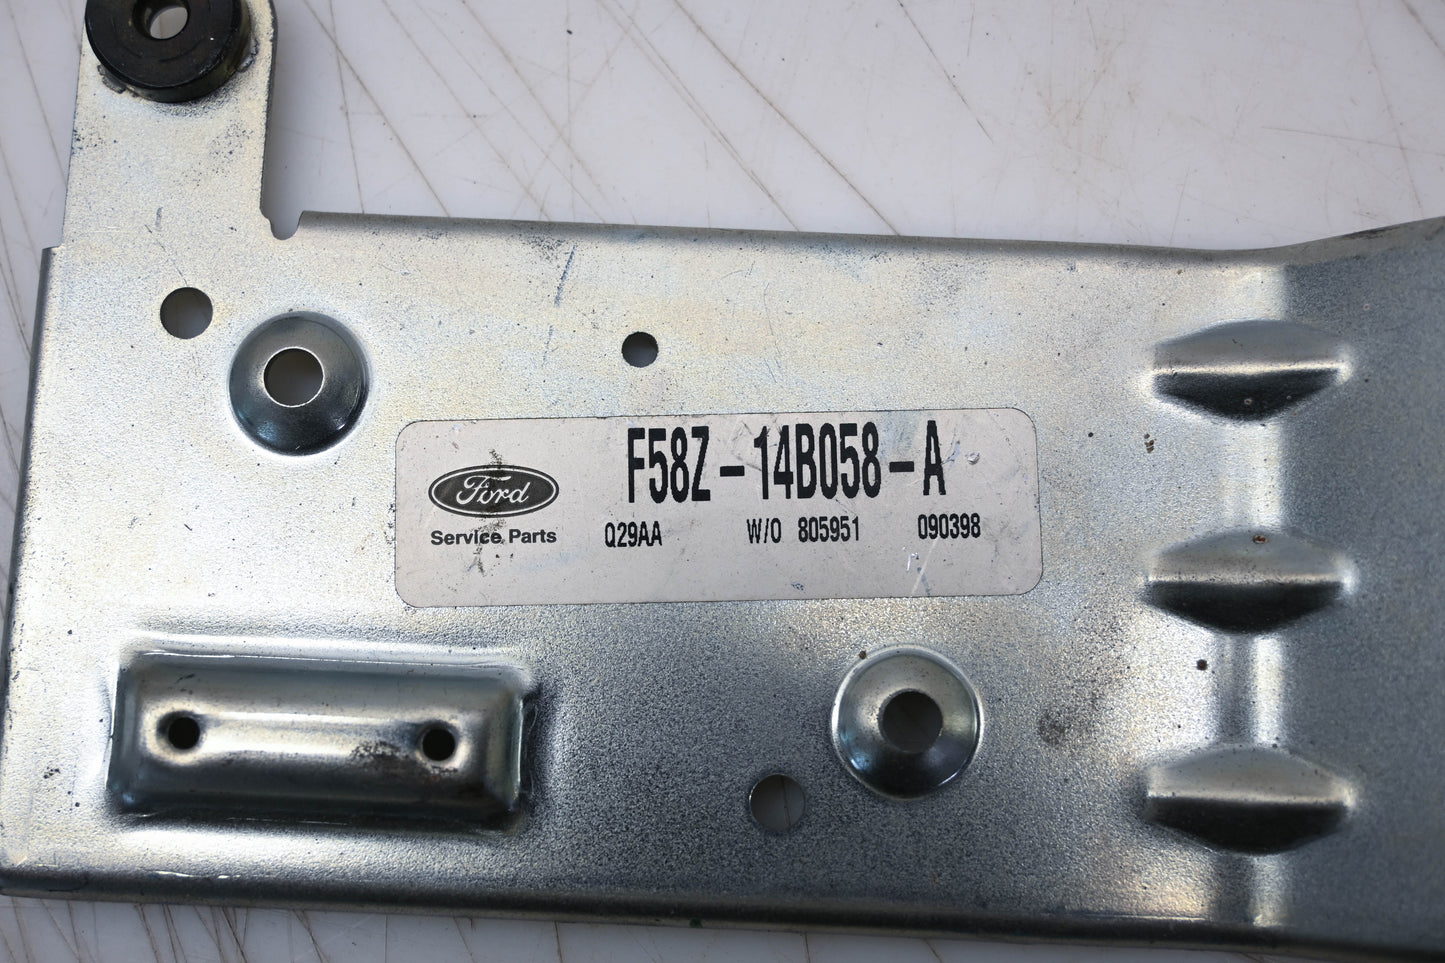 F58Z-14B058-A
Ford
Service Parts
Q29AA W/O 805951 090398